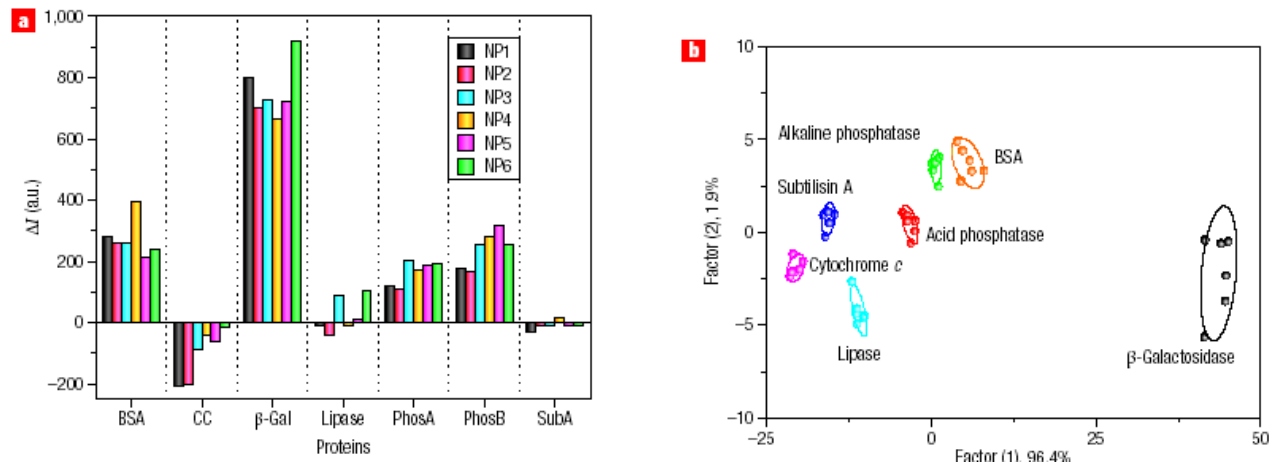 a
1,000
800
600
400
200
0
−200
ΔI (a.u.)
NP1
NP2
NP3
NP4
NP5
NP6
BSA CC β-Gal Lipase PhosA PhosB SubA
Proteins
b
10
5
0
−5
−10
Factor (2), 1.9%
Alkaline phosphatase
BSA
Subtilisin A
Acid phosphatase
Cytochrome c
Lipase
β-Galactosidase
−25 0 25 50
Factor (1), 96.4%